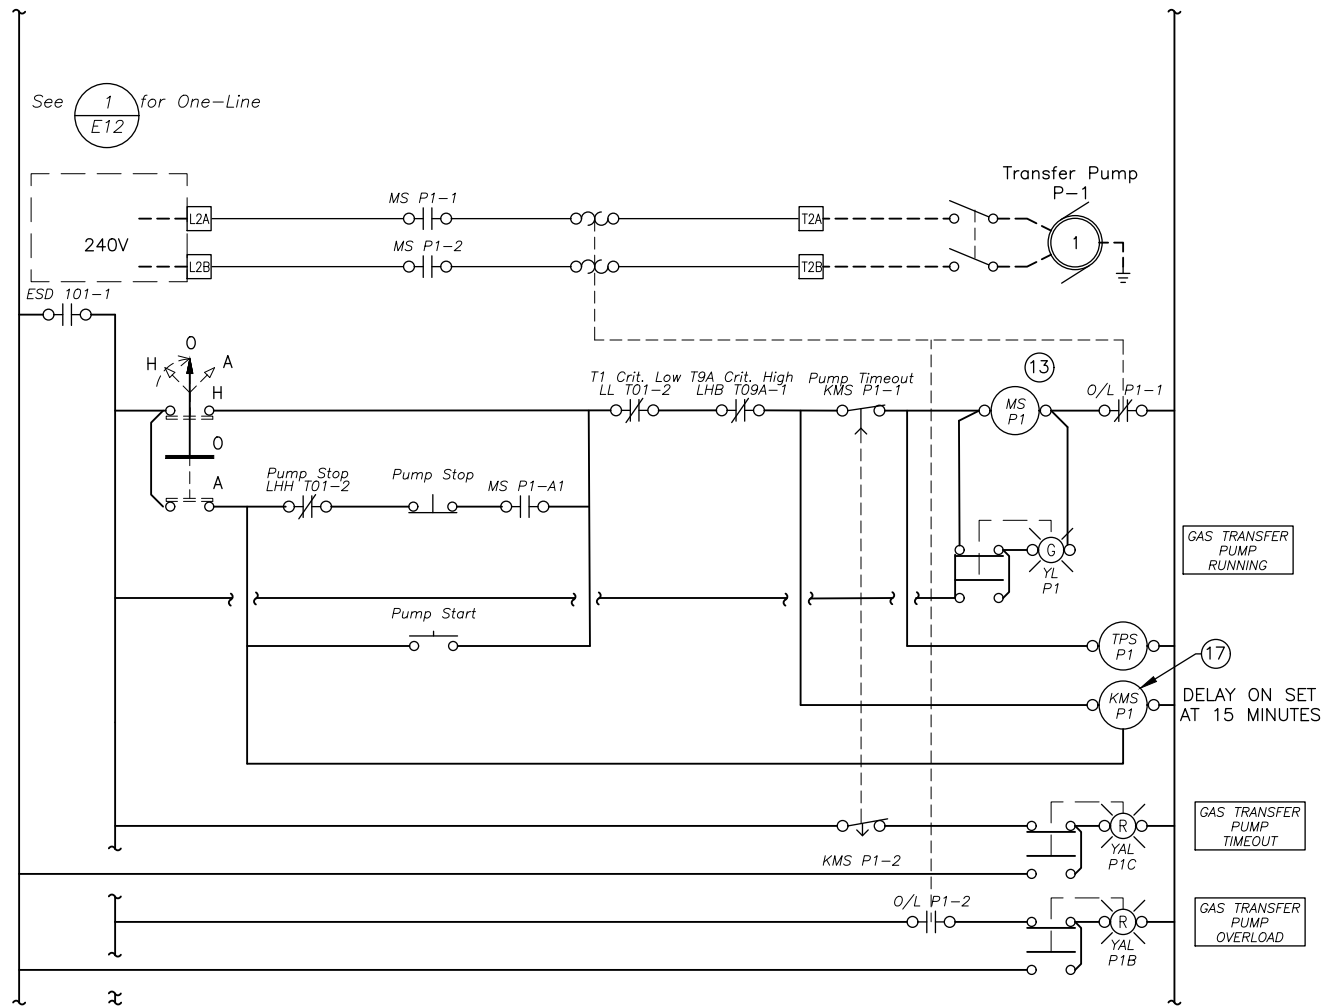 See 1 for One-Line
E12
Transfer Pump
P-1
MS P1-1
L2A
T2A
240V
MS P1-2
1
L2B
T2B
ESD 101-1
O
H
A
H
T1 Crit. Low
LL T01-2
T9A Crit. High
LHB T09A-1
Pump Timeout
KMS P1-1
13
MS
P1
O/L P1-1
O
A
Pump Stop
LHH T01-2
Pump Stop
MS P1-A1
G
YL
P1
GAS TRANSFER
PUMP
RUNNING
Pump Start
TPS
P1
17
KMS
P1
DELAY ON SET
AT 15 MINUTES
R
YAL
P1C
GAS TRANSFER
PUMP
TIMEOUT
KMS P1-2
O/L P1-2
R
YAL
P1B
GAS TRANSFER
PUMP
OVERLOAD